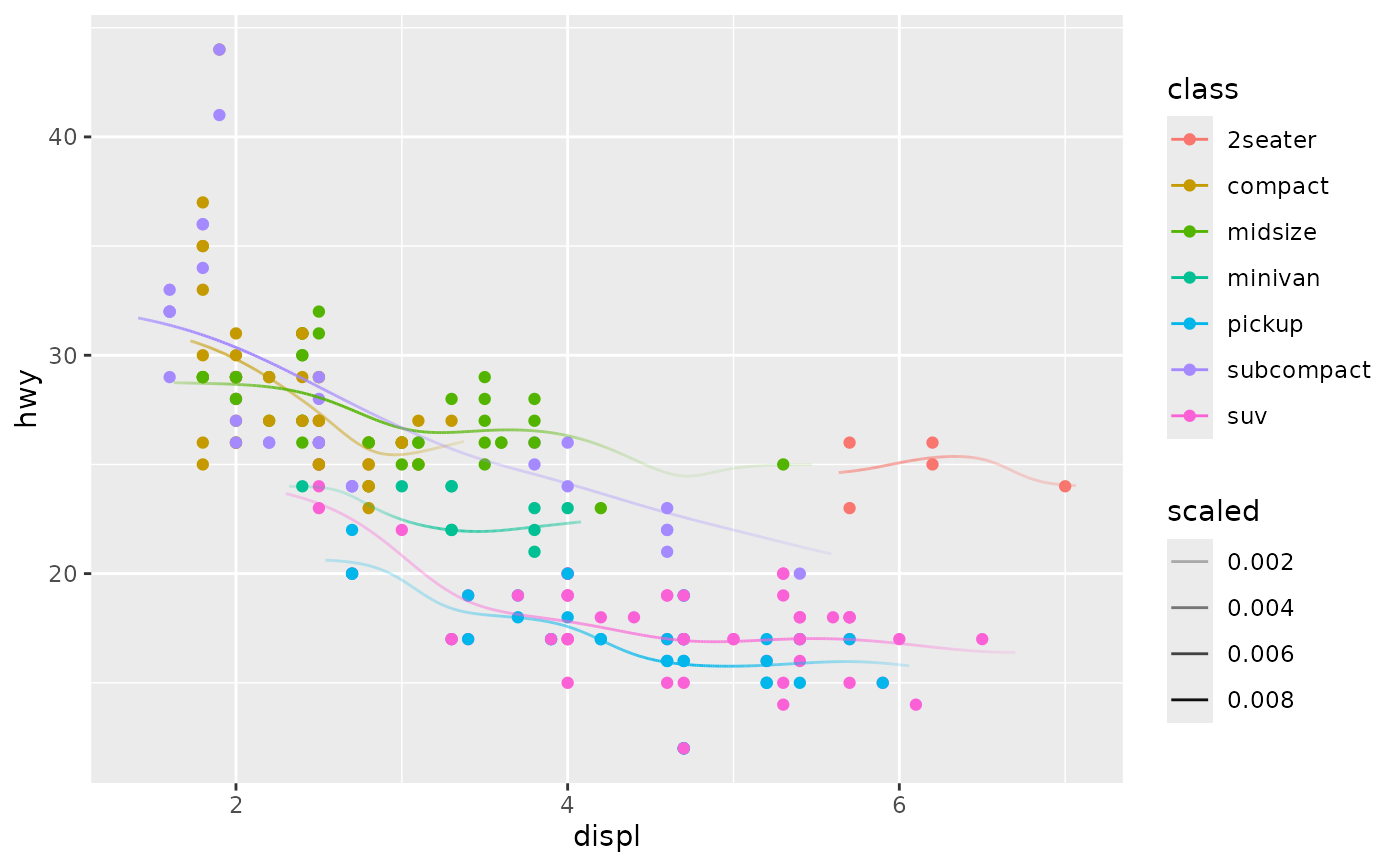 40
30
20
hwy
2
4
6
displ
class
2seater
compact
midsize
minivan
pickup
subcompact
suv
scaled
0.002
0.004
0.006
0.008